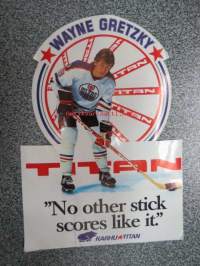 WAYNE GRETZKY
TITAN
TITAN
"No other stick
scores like it."
KARHU TITAN